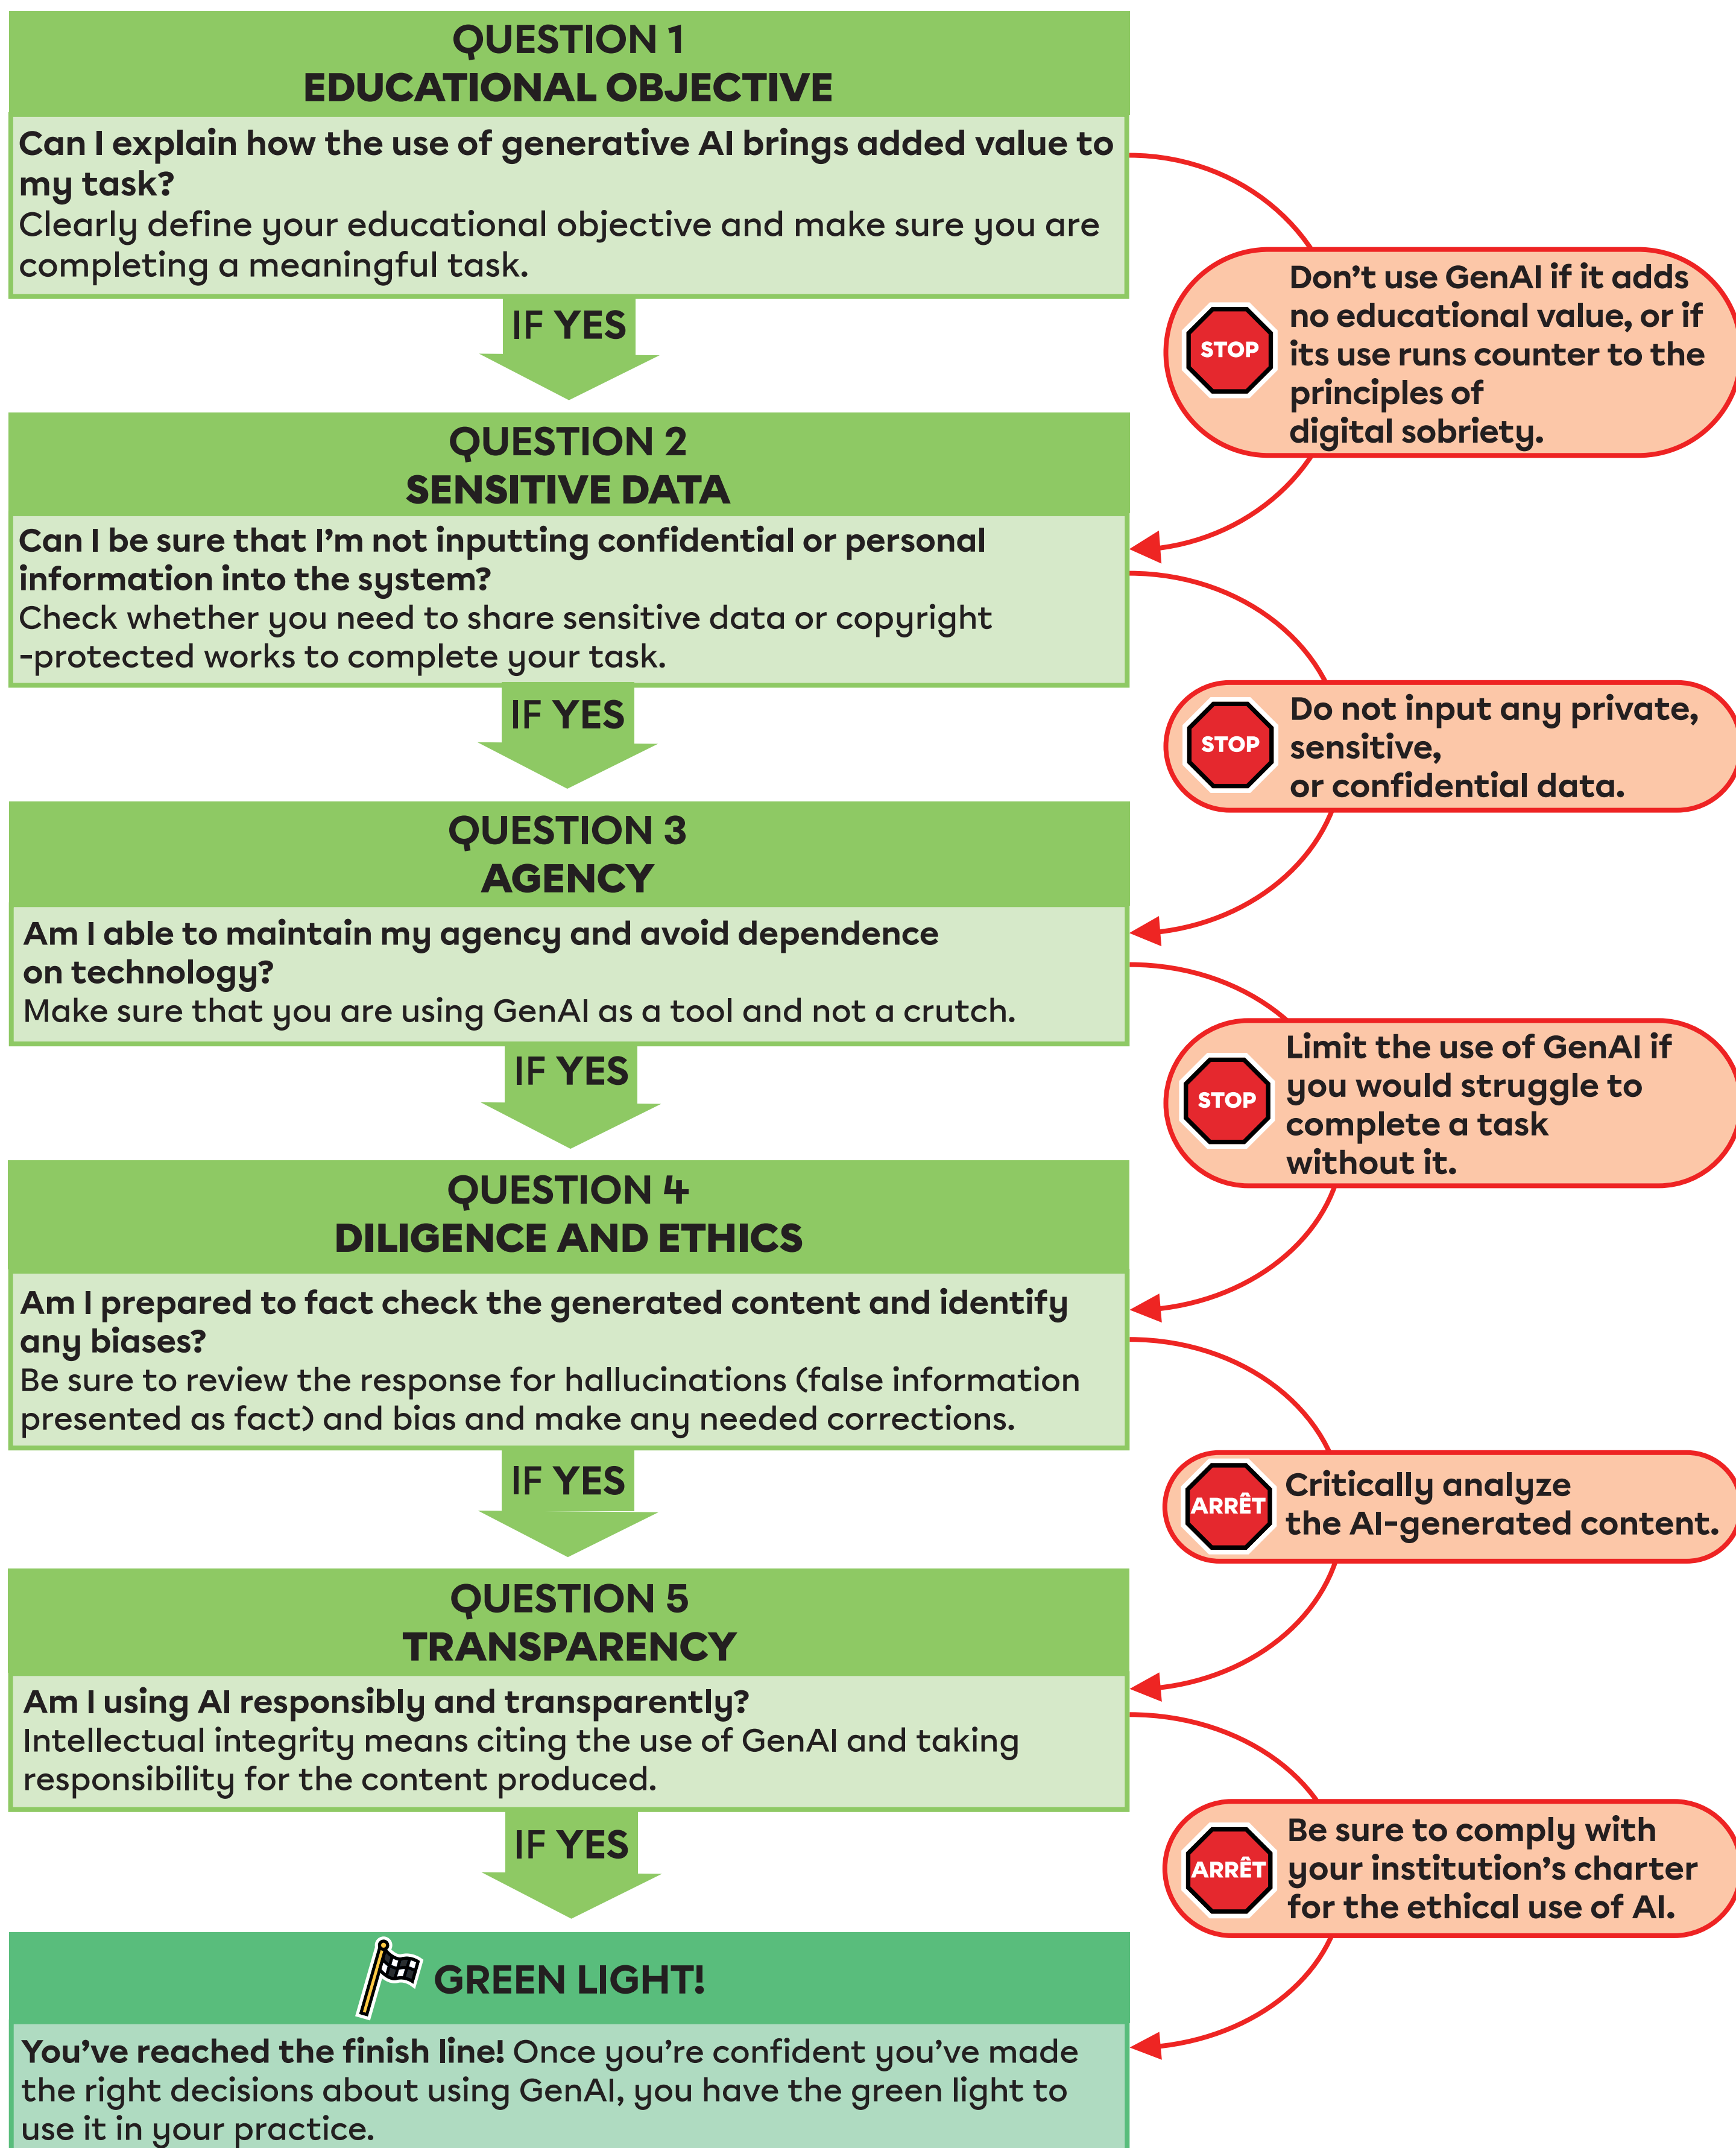 QUESTION 1
EDUCATIONAL OBJECTIVE
Can I explain how the use of generative AI brings added value to
my task?
Clearly define your educational objective and make sure you are
completing a meaningful task.
IF YES
STOP
Don't use GenAI if it adds
no educational value, or if
its use runs counter to the
principles of
digital sobriety.
QUESTION 2
SENSITIVE DATA
Can I be sure that I'm not inputting confidential or personal
information into the system?
Check whether you need to share sensitive data or copyright
-protected works to complete your task.
IF YES
STOP
Do not input any private,
sensitive,
or confidential data.
QUESTION 3
AGENCY
Am I able to maintain my agency and avoid dependence
on technology?
Make sure that you are using GenAI as a tool and not a crutch.
IF YES
STOP
Limit the use of GenAI if
you would struggle to
complete a task
without it.
QUESTION 4
DILIGENCE AND ETHICS
Am I prepared to fact check the generated content and identify
any biases?
Be sure to review the response for hallucinations (false information
presented as fact) and bias and make any needed corrections.
IF YES
ARRÊT
Critically analyze
the AI-generated content.
QUESTION 5
TRANSPARENCY
Am I using AI responsibly and transparently?
Intellectual integrity means citing the use of GenAI and taking
responsibility for the content produced.
IF YES
ARRÊT
Be sure to comply with
your institution's charter
for the ethical use of AI.
GREEN LIGHT!
You've reached the finish line! Once you're confident you've made
the right decisions about using GenAI, you have the green light to
use it in your practice.